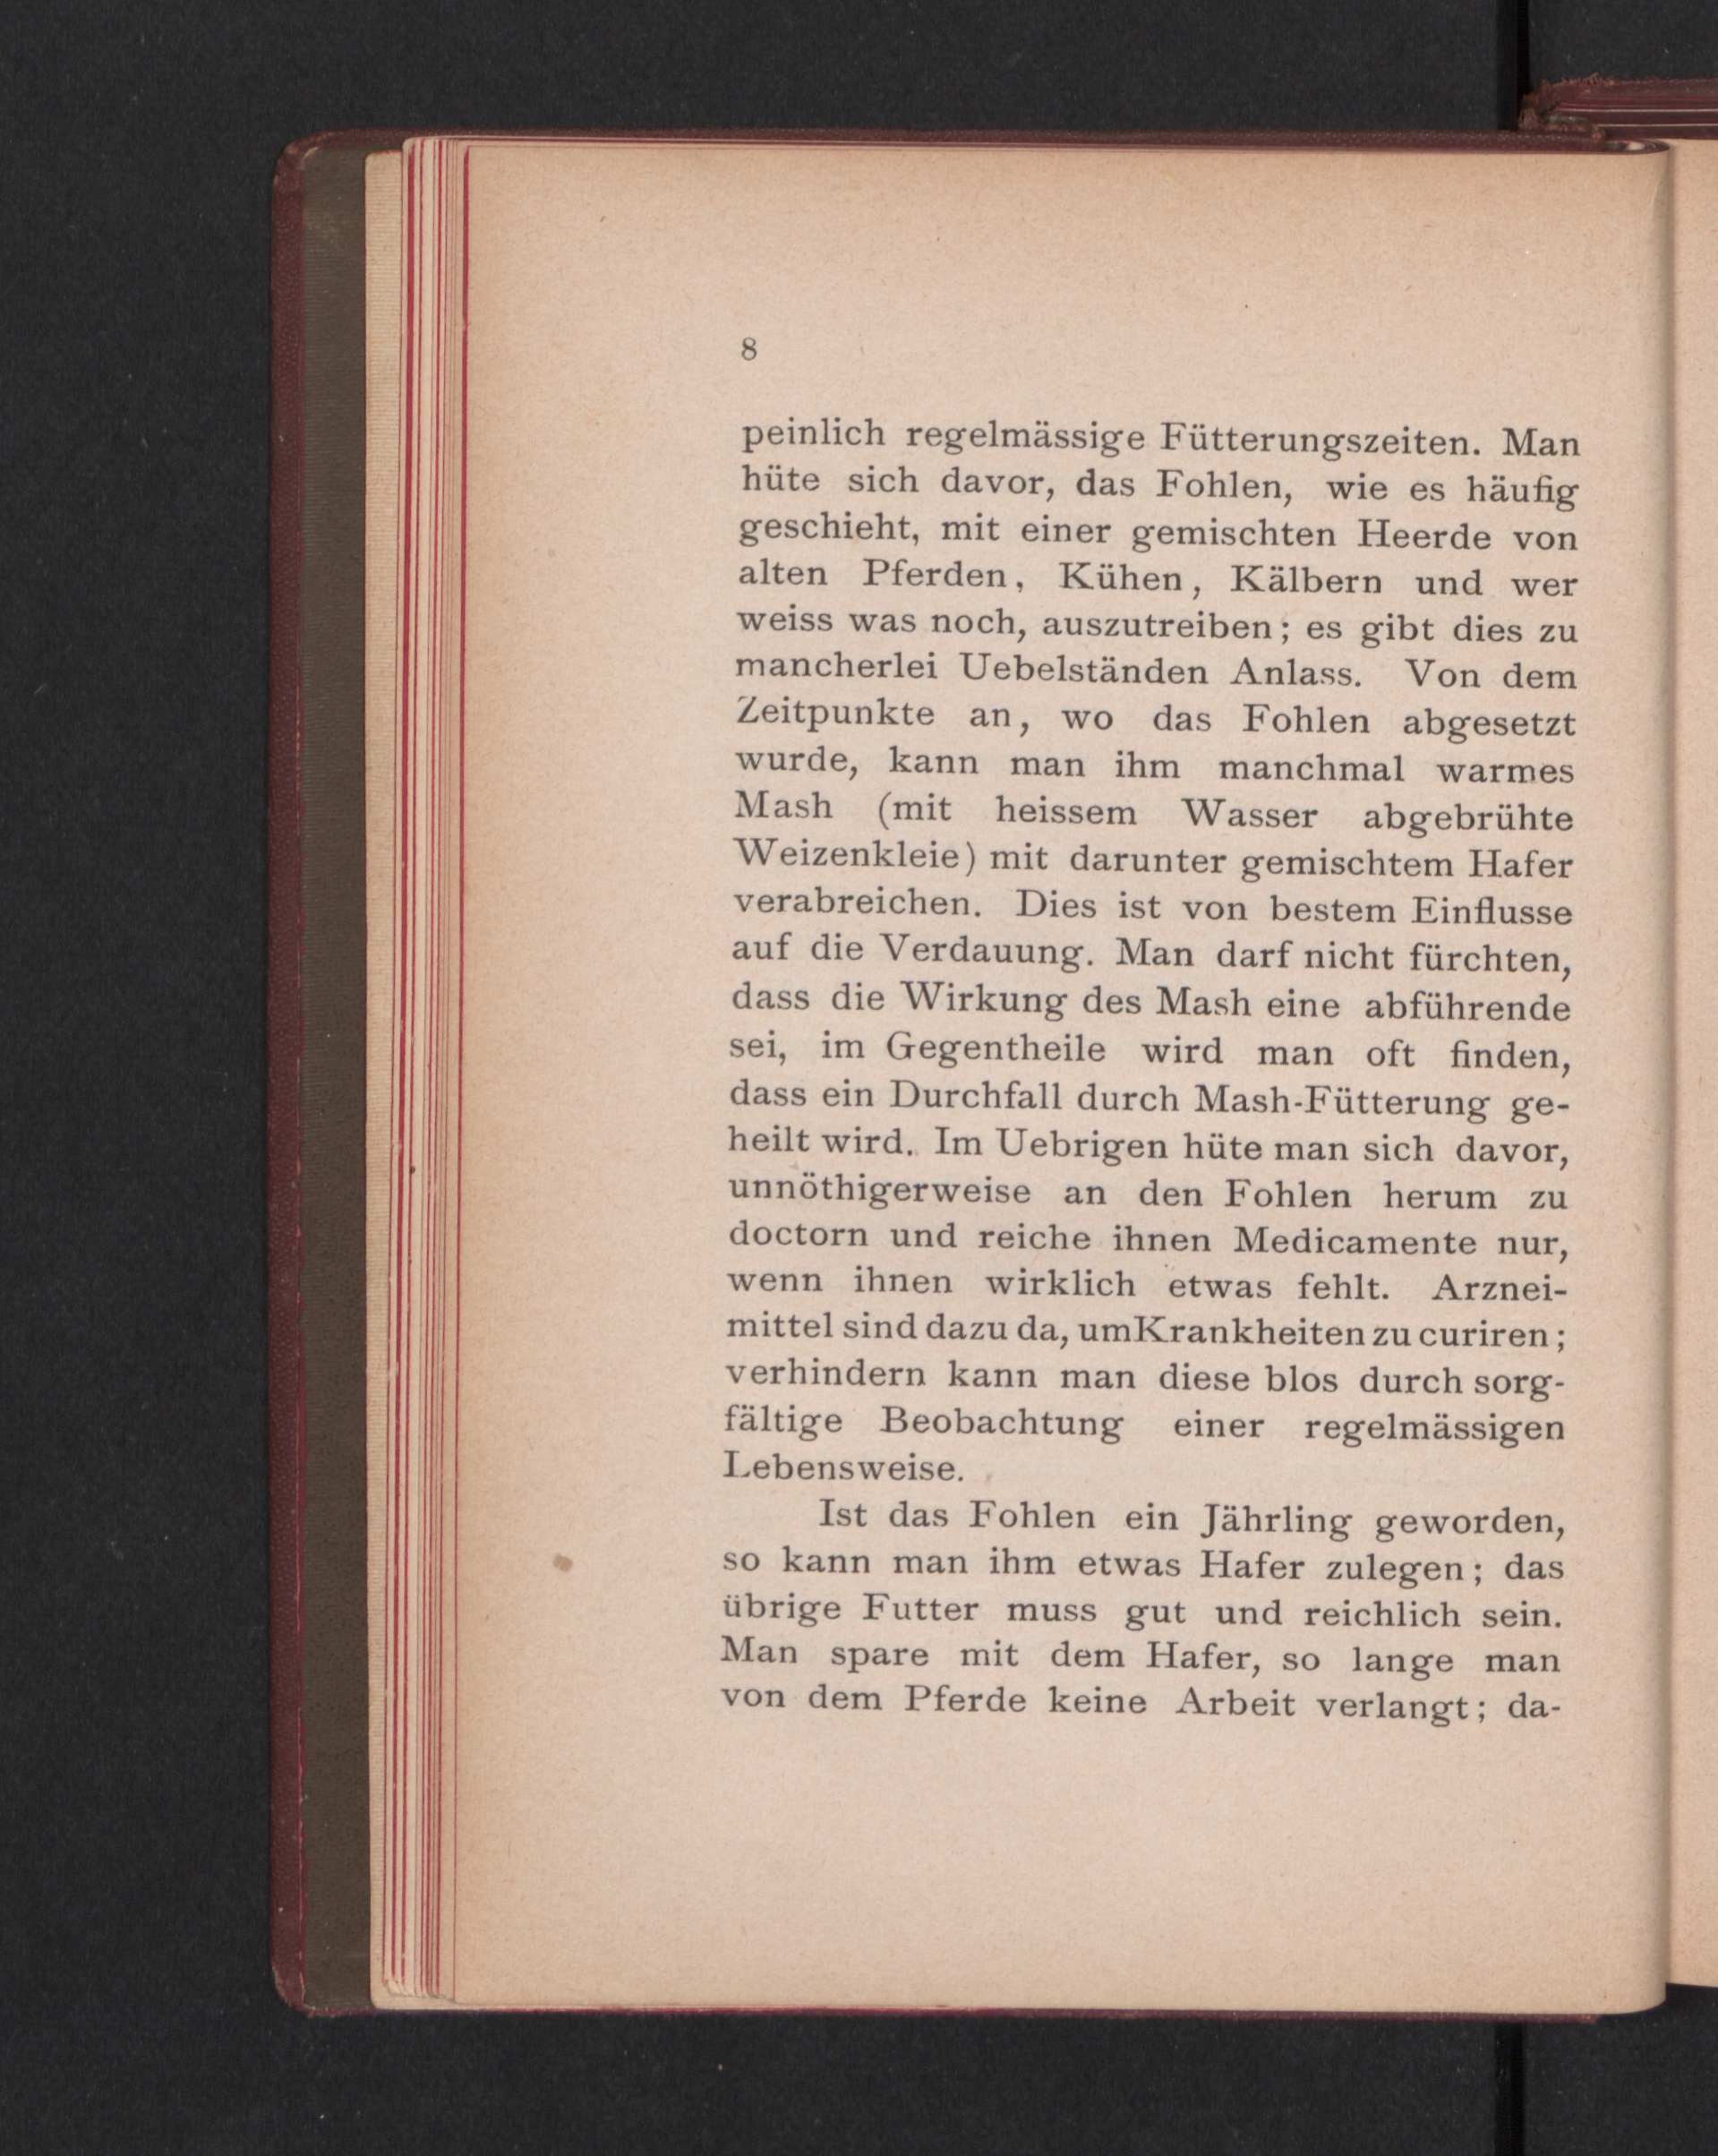 8
peinlich regelmässige Fütterungszeiten. Man
hüte sich davor, das Fohlen, wie es häufig
geschieht, mit einer gemischten Heerde von
alten Pferden, Kühen, Kälbern und wer
weiss was noch, auszutreiben; es gibt dies zu
mancherlei Uebelständen Anlass. Von dem
Zeitpunkte an, wo das Fohlen abgesetzt
wurde, kann man ihm manchmal warmes
Mash (mit heissem Wasser abgebrühte
Weizenkleie) mit darunter gemischtem Hafer
verabreichen. Dies ist von bestem Einflusse
auf die Verdauung. Man darf nicht fürchten,
dass die Wirkung des Mash eine abführende
sei, im Gegentheile wird man oft finden,
dass ein Durchfall durch Mash-Fütterung ge-
heilt wird. Im Uebrigen hüte man sich davor,
unnöthigerweise an den Fohlen herum zu
doctorn und reiche ihnen Medicamente nur,
wenn ihnen wirklich etwas fehlt. Arznei-
mittel sind dazu da, umKrankheiten zu curiren;
verhindern kann man diese blos durch sorg-
fältige Beobachtung einer regelmässigen
Lebensweise.
Ist das Fohlen ein Jährling geworden,
so kann man ihm etwas Hafer zulegen; das
übrige Futter muss gut und reichlich sein.
Man spare mit dem Hafer, so lange man
von dem Pferde keine Arbeit verlangt; da-